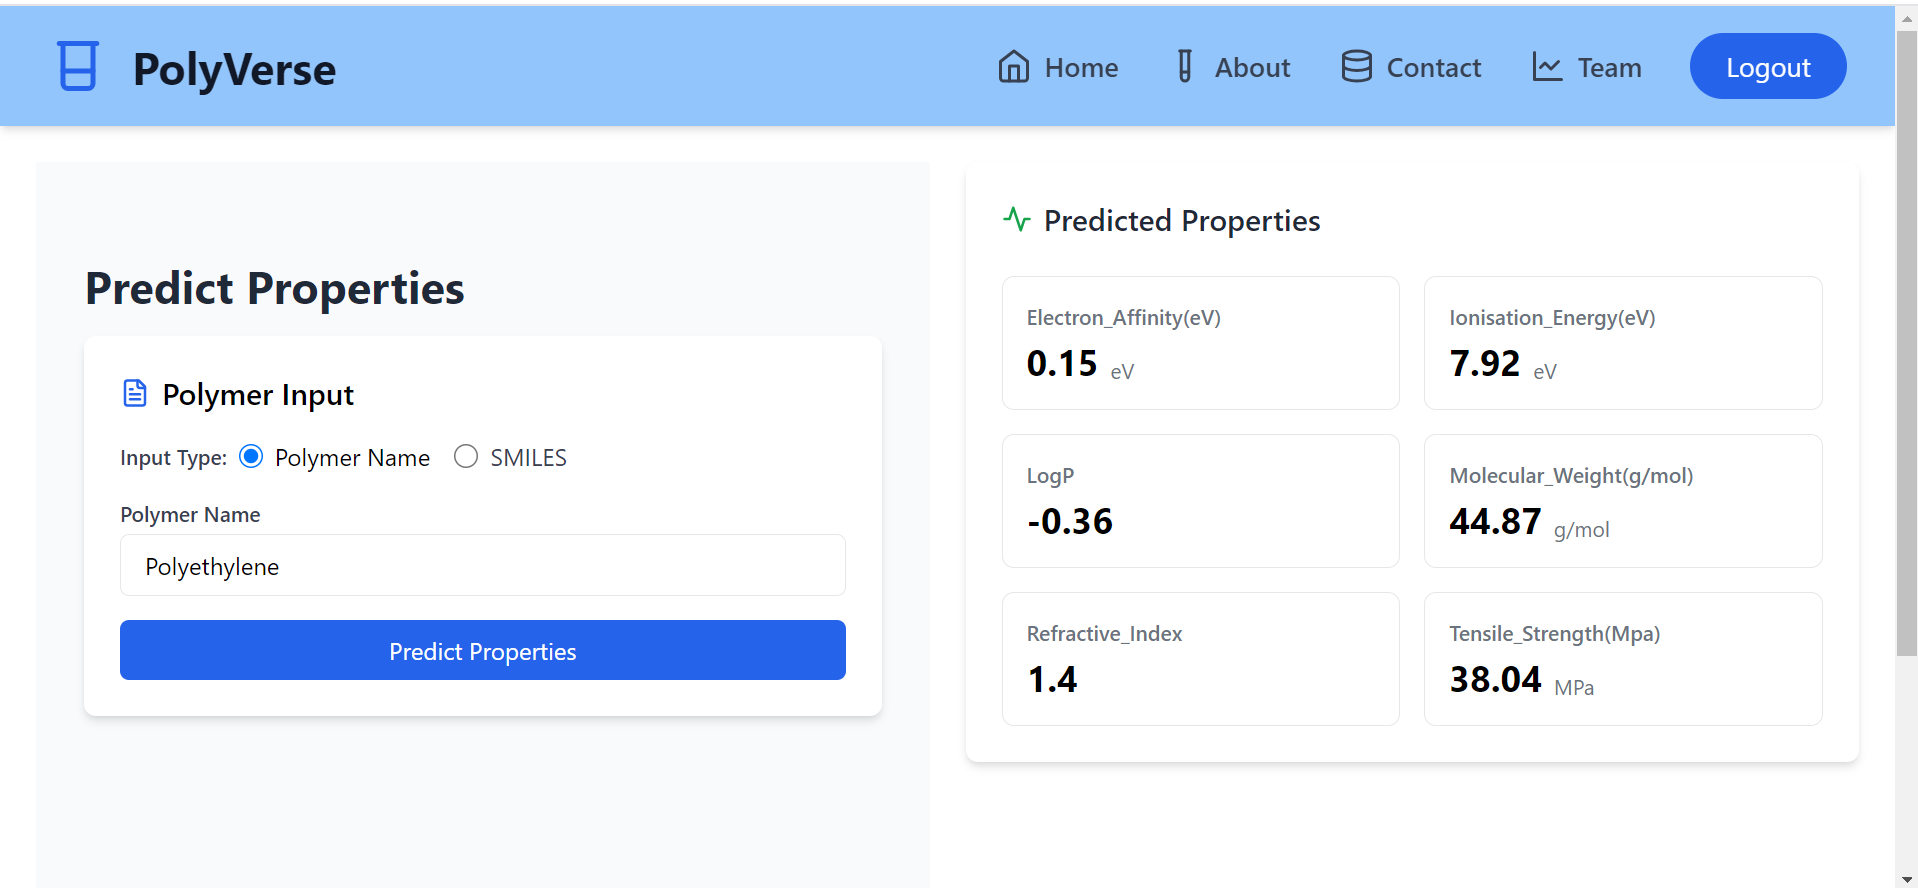 PolyVerse
Home
About
Contact
Team
Logout
Predict Properties
Polymer Input
Input Type: Polymer Name SMILES
Polymer Name
Polyethylene
Predict Properties
Predicted Properties
Electron_Affinity(eV)
0.15 eV
Ionisation_Energy(eV)
7.92 eV
LogP
-0.36
Molecular_Weight(g/mol)
44.87 g/mol
Refractive_Index
1.4
Tensile_Strength(Mpa)
38.04 MPa